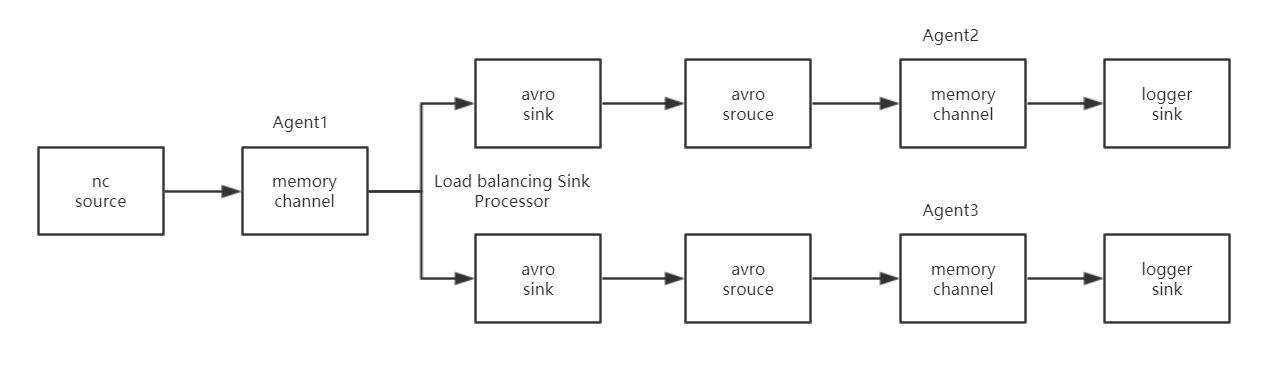 Agent2
avro
sink
avro
srouce
memory
channel
logger
sink
Agent1
nc
source
memory
channel
Load balancing Sink
Processor
Agent3
avro
sink
avro
srouce
memory
channel
logger
sink